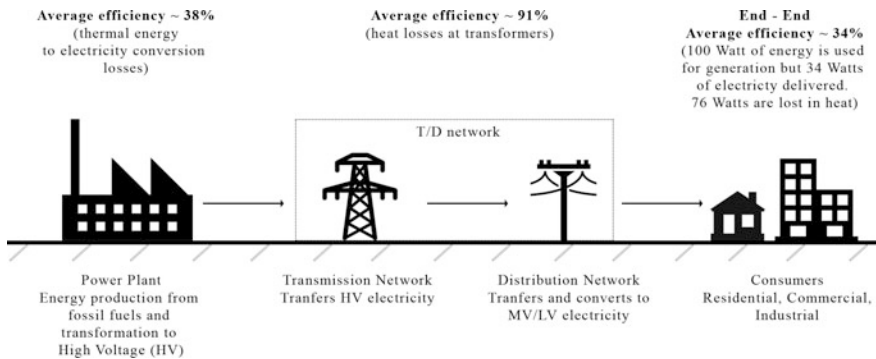 Average efficiency ~ 38%
(thermal energy
to electricity conversion
losses)
Average efficiency ~ 91%
(heat losses at transformers)
End - End
Average efficiency ~ 34%
(100 Watt of energy is used
for generation but 34 Watts
of electricty delivered.
76 Watts are lost in heat)
T/D network
Power Plant
Energy production from
fossil fuels and
transformation to
High Voltage (HV)
Transmission Network
Tranfers HV electricity
Distribution Network
Tranfers and converts to
MV/LV electricity
Consumers
Residential, Commercial,
Industrial